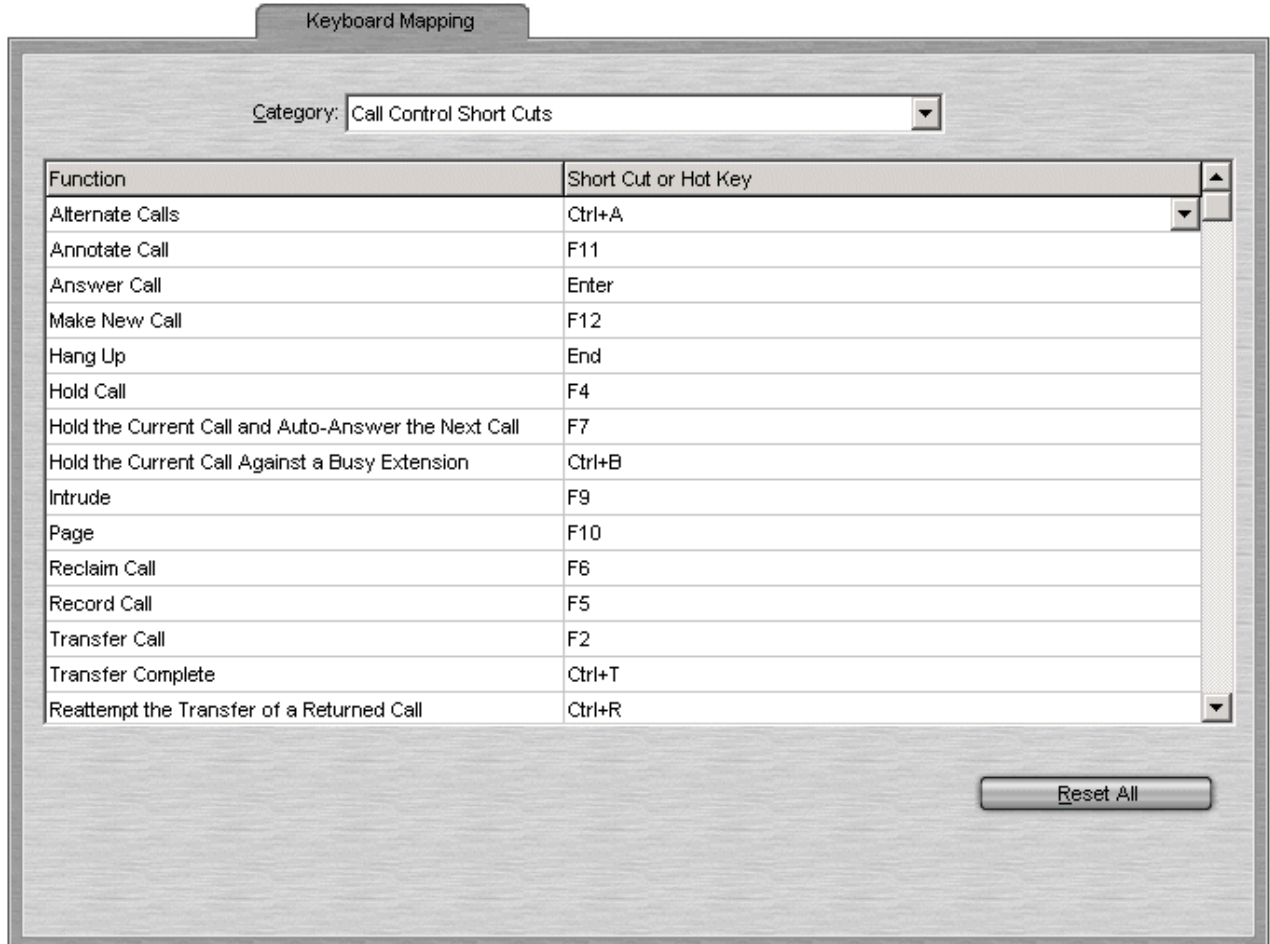 Keyboard Mapping
Category: Call Control Short Cuts
Function Short Cut or Hot Key
Alternate Calls Ctrl+A
Annotate Call F11
Answer Call Enter
Make New Call F12
Hang Up End
Hold Call F4
Hold the Current Call and Auto-Answer the Next Call F7
Hold the Current Call Against a Busy Extension Ctrl+B
Intrude F9
Page F10
Reclaim Call F6
Record Call F5
Transfer Call F2
Transfer Complete Ctrl+T
Reattempt the Transfer of a Returned Call Ctrl+R
Reset All